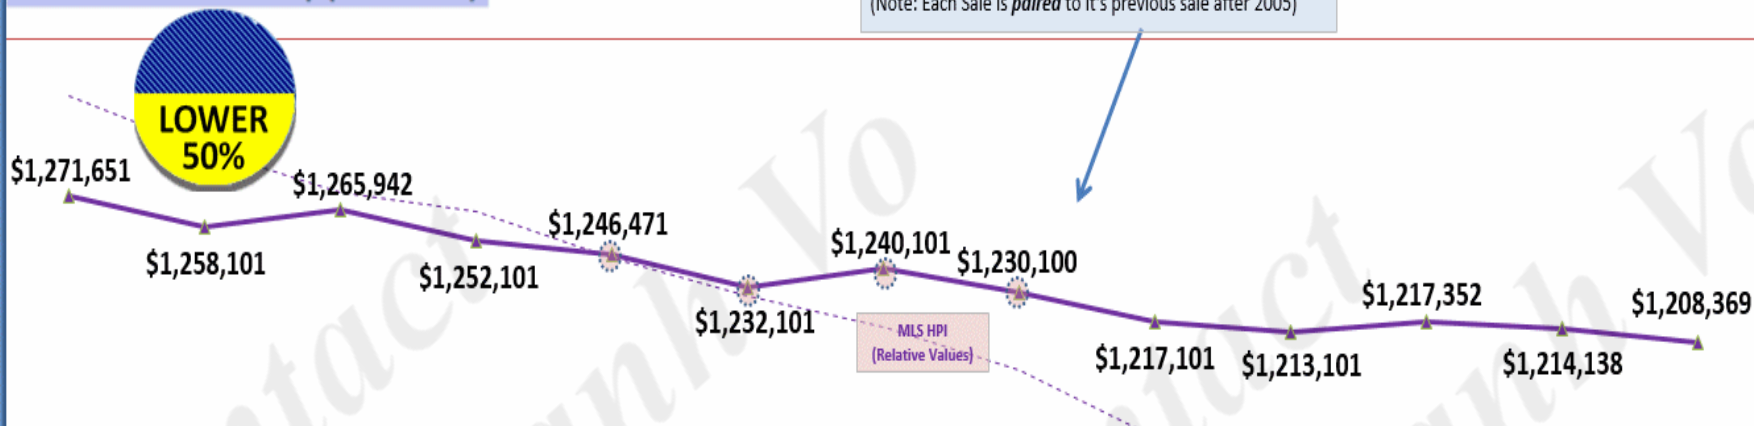 (Note: Each Sale is paired to it's previous sale after 2005)
LOWER
50%
$1,271,651
$1,258,101
$1,265,942
$1,252,101
$1,246,471
$1,232,101
$1,240,101
$1,230,100
MLS HPI
(Relative Values)
$1,217,101
$1,213,101
$1,217,352
$1,214,138
$1,208,369
Vo